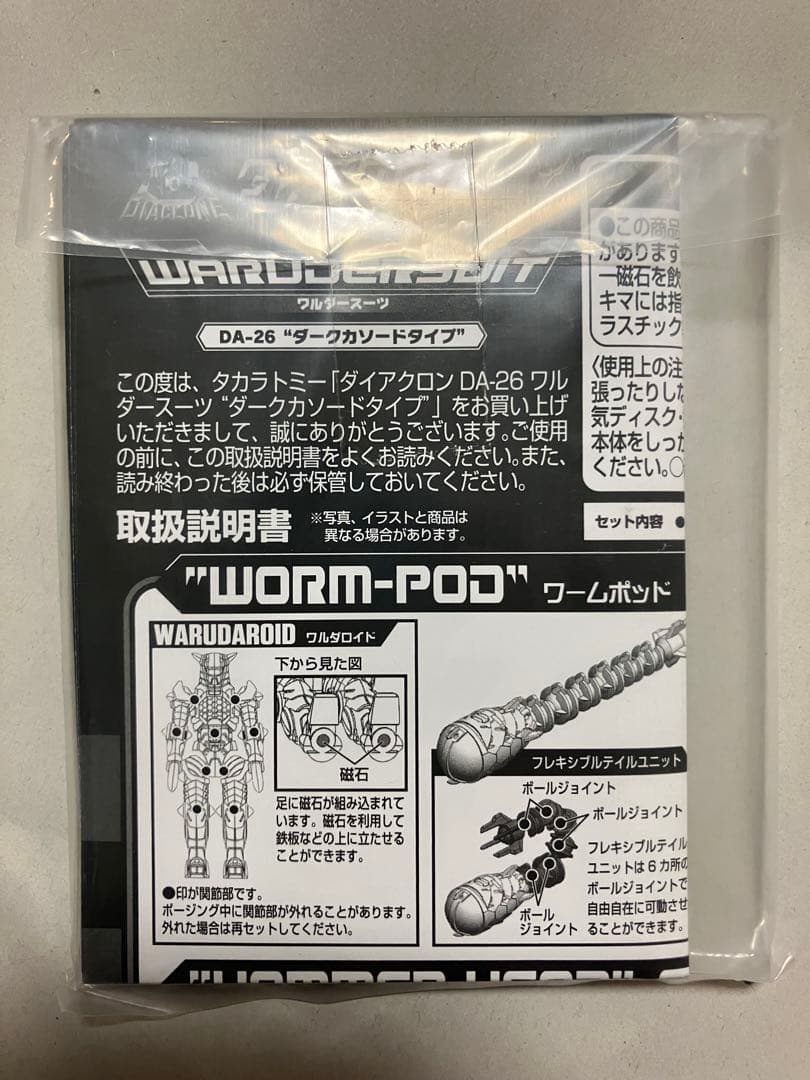 DIACLONE
WARUDERSUIT
ワルダースーツ
DA-26 “ダークカソードタイプ”
この度は、タカラトミー「ダイアクロン DA-26 ワル
ダースーツ “ダークカソードタイプ”」をお買い上げ
いただきまして、誠にありがとうございます。ご使用
の前に、この取扱説明書をよくお読みください。また、
読み終わった後は必ず保管しておいてください。
取扱説明書
※写真、イラストと商品は
異なる場合があります。
●この商品
があります
一磁石を飲
キマには指
ラスチック
〈使用上の注
張ったりしな
気ディスク・
本体をしっか
ください。○
セット内容 ●
"WORM-POD" ワームポッド
WARUDAROID ワルダロイド
下から見た図
磁石
足に磁石が組み込まれて
います。磁石を利用して
鉄板などの上に立たせる
ことができます。
●印が関節部です。
ポージング中に関節部が外れることがあります。
外れた場合は再セットしてください。
フレキシブルテイルユニット
ボールジョイント
ボールジョイント
フレキシブルテイル
ユニットは6カ所の
ボールジョイントで
自由自在に可動させ
ることができます。
ボール
ジョイント
"HAMMER HEAD"